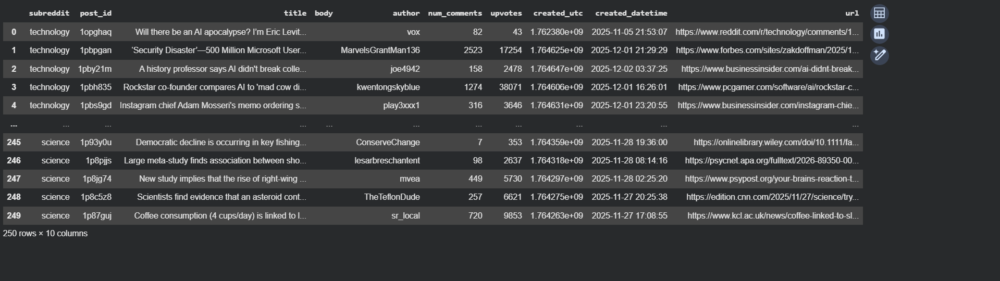 subreddit post_id title body author num_comments upvotes created_utc created_datetime url
0 technology 1opghaq Will there be an AI apocalypse? I'm Eric Levit... vox 82 43 1.762380e+09 2025-11-05 21:53:07 https://www.reddit.com/r/technology/comments/1...
1 technology 1pbpgan ‘Security Disaster’—500 Million Microsoft User... MarvelsGrantMan136 2523 17254 1.764625e+09 2025-12-01 21:29:29 https://www.forbes.com/sites/zakdoffman/2025/1...
2 technology 1pby21m A history professor says AI didn't break colle... joe4942 158 2478 1.764647e+09 2025-12-02 03:37:25 https://www.businessinsider.com/ai-didnt-break...
3 technology 1pbh835 Rockstar co-founder compares AI to 'mad cow di... kwentongskyblue 1274 38071 1.764606e+09 2025-12-01 16:26:01 https://www.pcgamer.com/software/ai/rockstar-c...
4 technology 1pbs9gd Instagram chief Adam Mosseri's memo ordering s... play3xxx1 316 3646 1.764631e+09 2025-12-01 23:20:55 https://www.businessinsider.com/instagram-chie...
... ... ... ... ... ... ... ... ... ... ...
245 science 1p93y0u Democratic decline is occurring in key fishing... ConserveChange 7 353 1.764359e+09 2025-11-28 19:36:00 https://onlinelibrary.wiley.com/doi/10.1111/fa...
246 science 1p8pjjs Large meta-study finds association between sho... lesarbreschantent 98 2637 1.764318e+09 2025-11-28 08:14:16 https://psycnet.apa.org/fulltext/2026-89350-00...
247 science 1p8jg74 New study implies that the rise of right-wing ... mvea 449 5730 1.764297e+09 2025-11-28 02:25:20 https://www.psypost.org/your-brains-reaction-t...
248 science 1p8c5z8 Scientists find evidence that an asteroid cont... TheTeflonDude 257 6621 1.764275e+09 2025-11-27 20:25:38 https://edition.cnn.com/2025/11/27/science/try...
249 science 1p87guj Coffee consumption (4 cups/day) is linked to l... sr_local 720 9853 1.764263e+09 2025-11-27 17:08:55 https://www.kcl.ac.uk/news/coffee-linked-to-sl...
250 rows × 10 columns